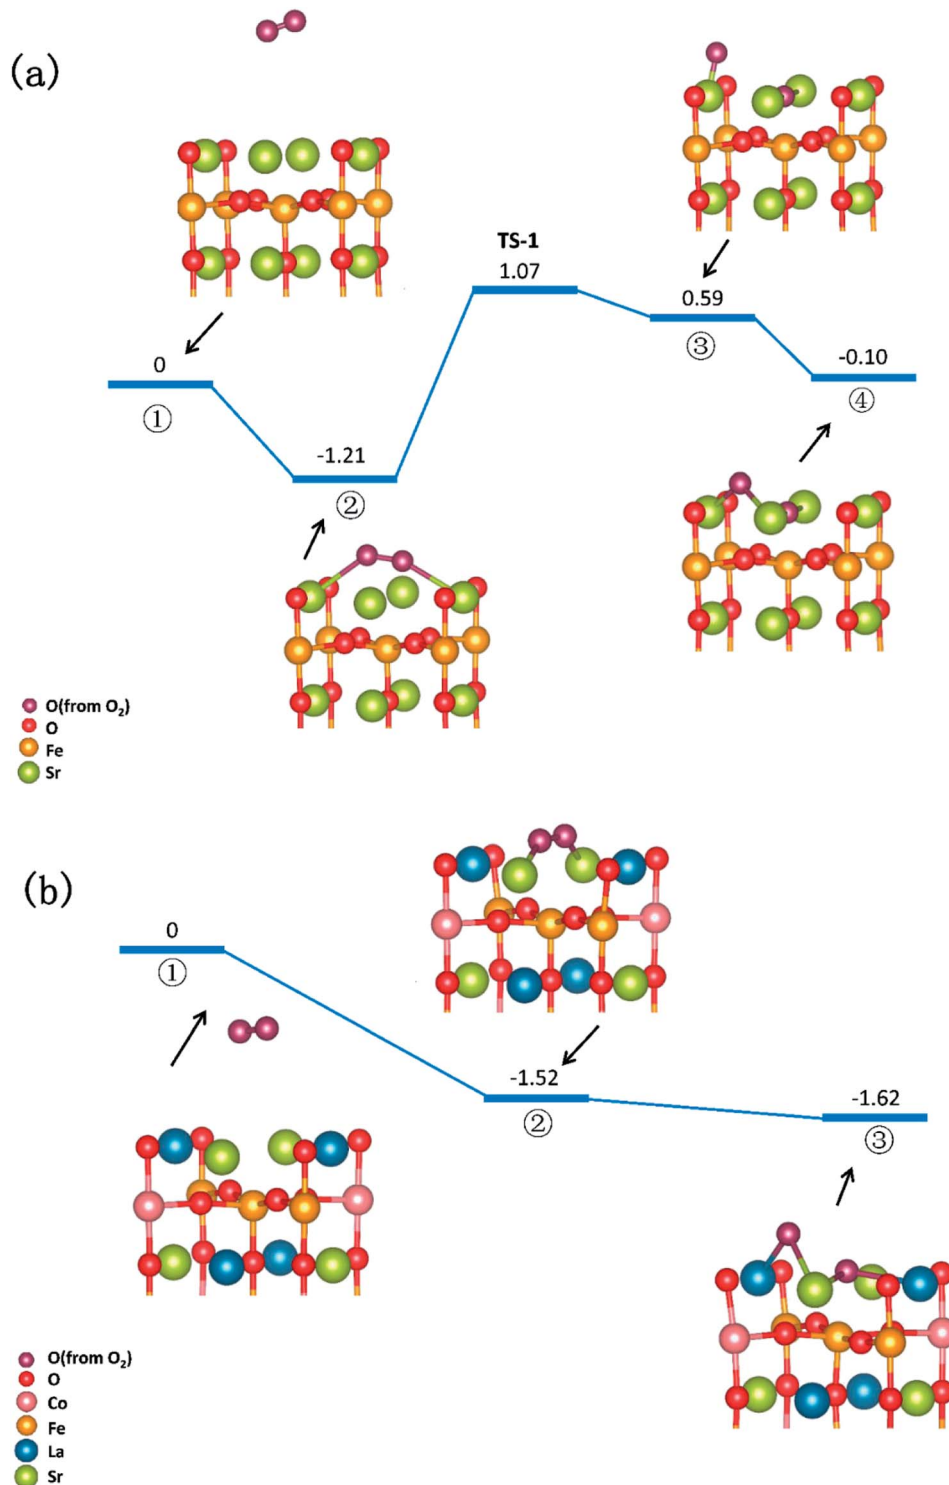 (a)
TS-1
1.07
0.59
③
0
①
-0.10
④
-1.21
②
O(from O₂)
O
Fe
Sr
(b)
0
①
-1.52
②
-1.62
③
O(from O₂)
O
Co
Fe
La
Sr